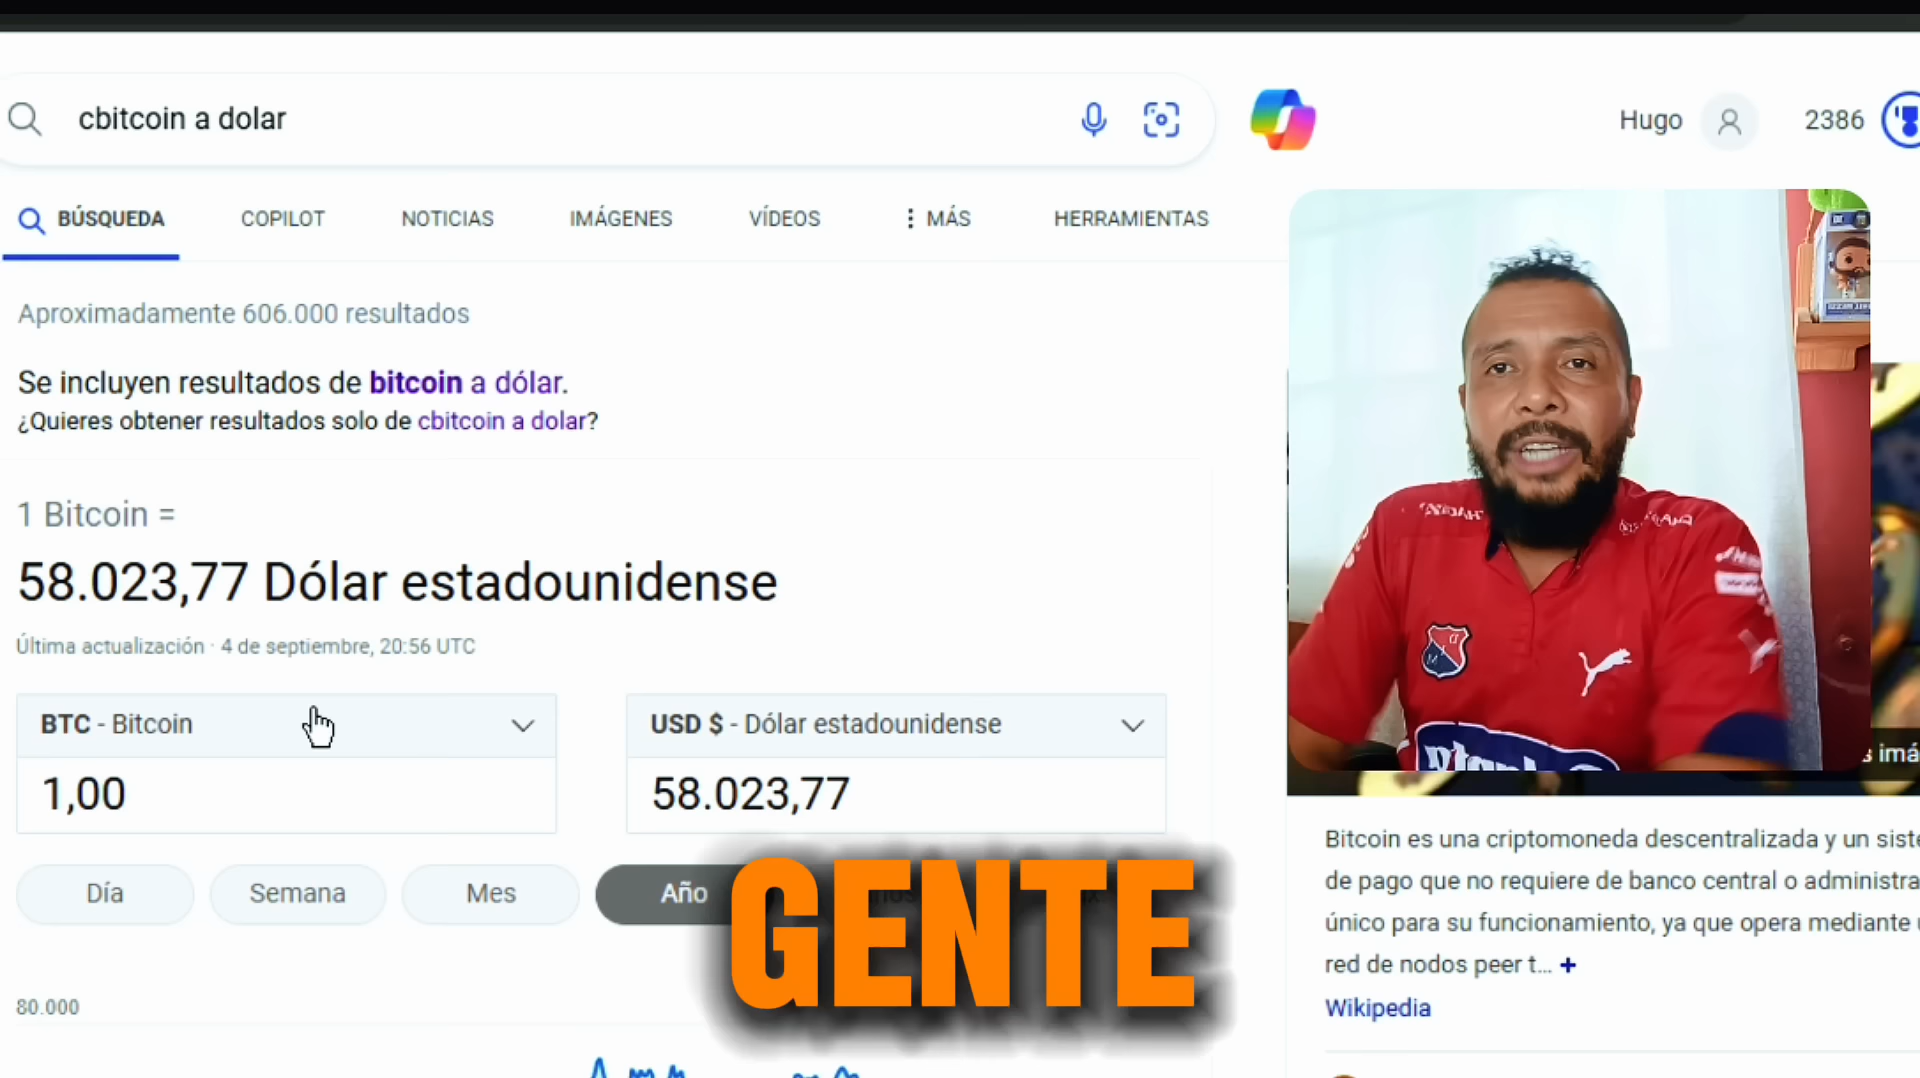 cbitcoin a dolar
Hugo
2386
BÚSQUEDA
COPILOT
NOTICIAS
IMÁGENES
VÍDEOS
MÁS
HERRAMIENTAS
Aproximadamente 606.000 resultados
Se incluyen resultados de bitcoin a dólar.
¿Quieres obtener resultados solo de cbitcoin a dolar?
1 Bitcoin =
58.023,77 Dólar estadounidense
Última actualización · 4 de septiembre, 20:56 UTC
BTC - Bitcoin
USD $ - Dólar estadounidense
1,00
58.023,77
Día
Semana
Mes
Año
GENTE
80.000
s imá
Bitcoin es una criptomoneda descentralizada y un siste
de pago que no requiere de banco central o administra
único para su funcionamiento, ya que opera mediante u
red de nodos peer t... +
Wikipedia